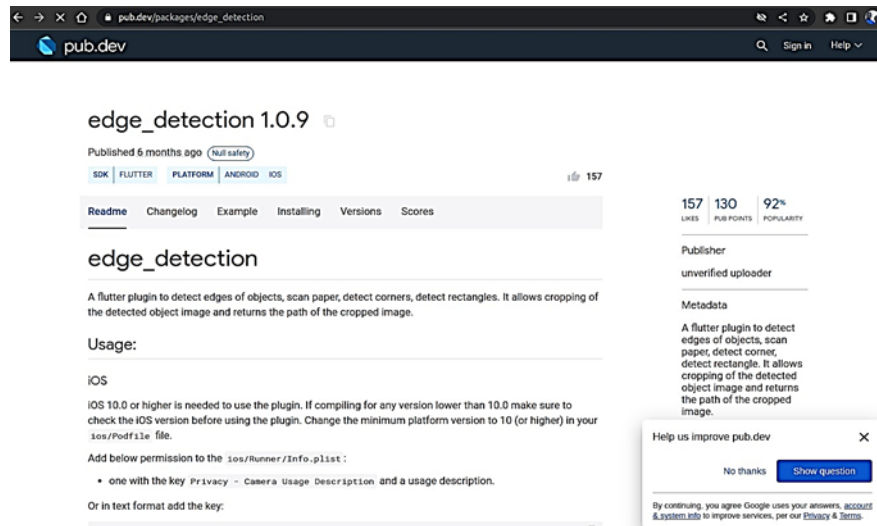 pub.dev/packages/edge_detection
pub.dev
Sign in Help
edge_detection 1.0.9
Published 6 months ago Null safety
SDK FLUTTER PLATFORM ANDROID IOS
157
Readme Changelog Example Installing Versions Scores
edge_detection
A flutter plugin to detect edges of objects, scan paper, detect corners, detect rectangles. It allows cropping of
the detected object image and returns the path of the cropped image.
Usage:
iOS
iOS 10.0 or higher is needed to use the plugin. If compiling for any version lower than 10.0 make sure to
check the iOS version before using the plugin. Change the minimum platform version to 10 (or higher) in your
ios/Podfile file.
Add below permission to the ios/Runner/Info.plist :
• one with the key Privacy - Camera Usage Description and a usage description.
Or in text format add the key:
157 130 92%
LIKES PUB POINTS POPULARITY
Publisher
unverified uploader
Metadata
A flutter plugin to detect
edges of objects, scan
paper, detect corner,
detect rectangle. It allows
cropping of the detected
object image and returns
the path of the cropped
image.
Help us improve pub.dev
No thanks Show question
By continuing, you agree Google uses your answers, account
& system info to improve services, per our Privacy & Terms.